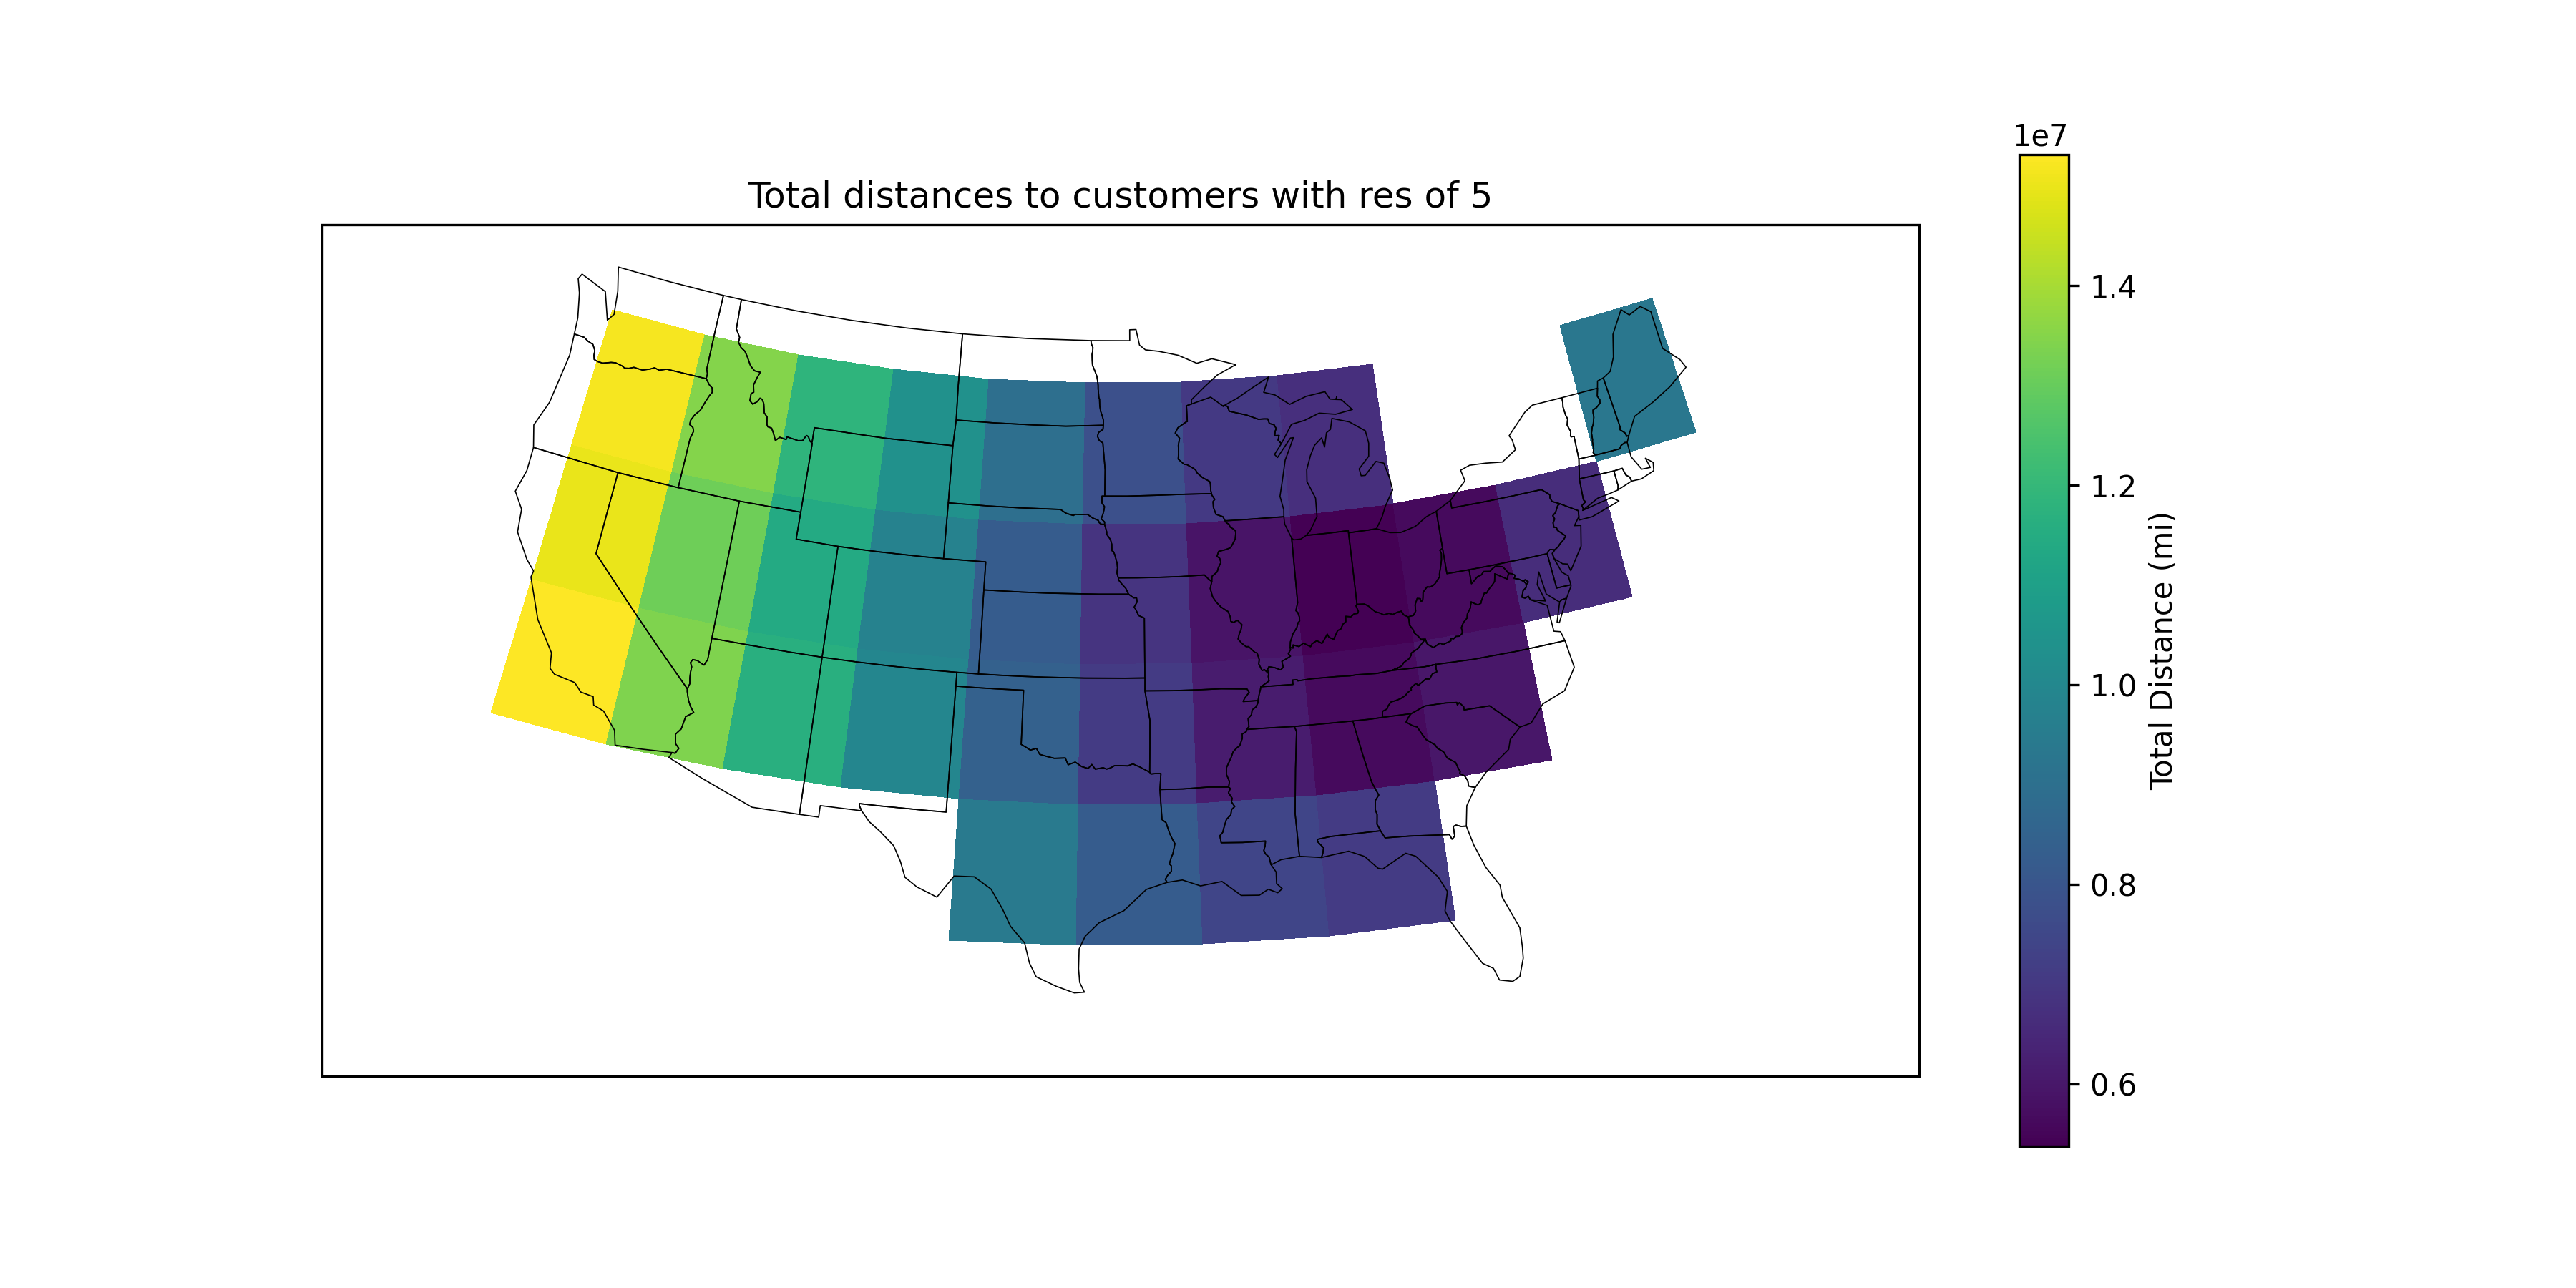 1e7
Total distances to customers with res of 5
1.4
1.2
1.0
0.8
0.6
Total Distance (mi)